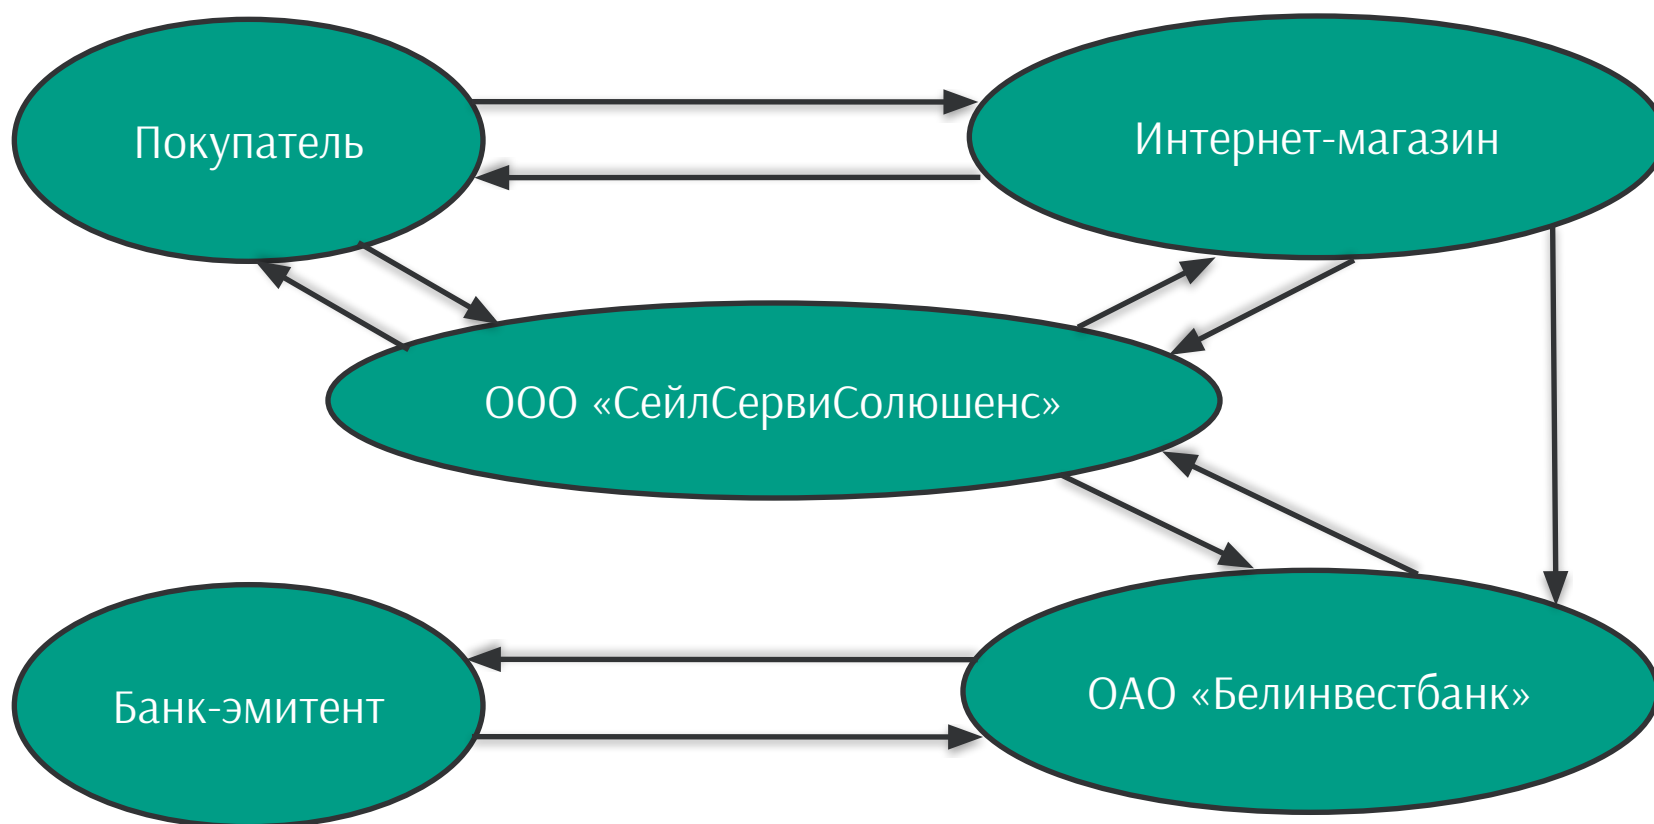 Покупатель
Интернет-магазин
ООО «СейлСервиСолюшенс»
Банк-эмитент
ОАО «Белинвестбанк»